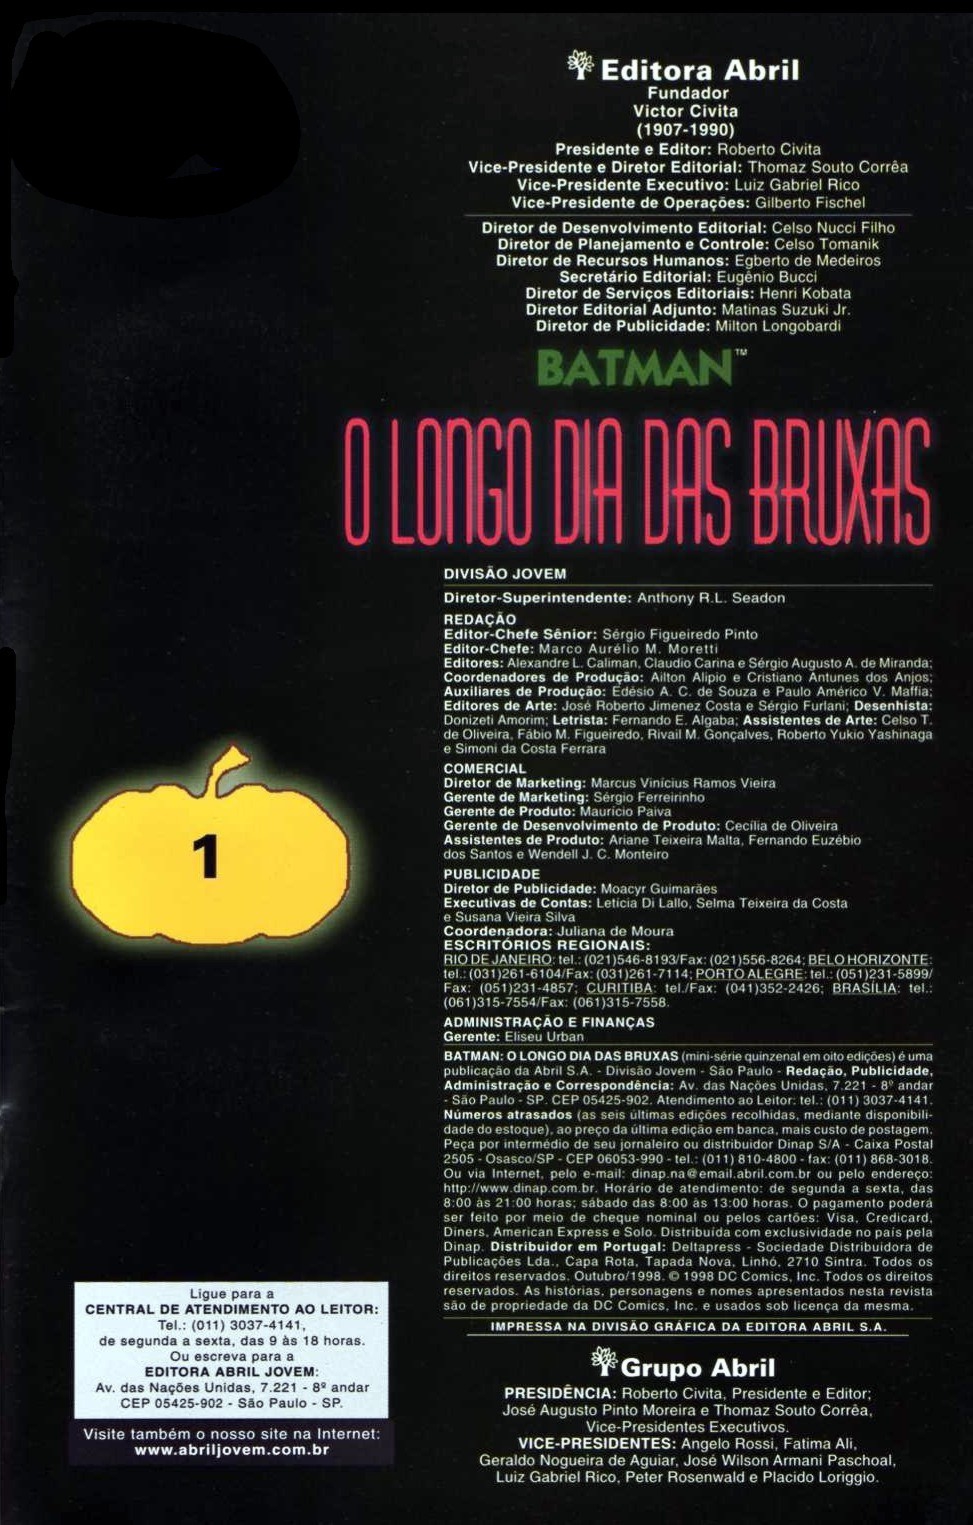 Editora Abril
Fundador
Victor Civita
(1907-1990)
Presidente e Editor: Roberto Civita
Vice-Presidente e Diretor Editorial: Thomaz Souto Corrêa
Vice-Presidente Executivo: Luiz Gabriel Rico
Vice-Presidente de Operações: Gilberto Fischel
Diretor de Desenvolvimento Editorial: Celso Nucci Filho
Diretor de Planejamento e Controle: Celso Tomanik
Diretor de Recursos Humanos: Egberto de Medeiros
Secretário Editorial: Eugênio Bucci
Diretor de Serviços Editoriais: Henri Kobata
Diretor Editorial Adjunto: Matinas Suzuki Jr.
Diretor de Publicidade: Milton Longobardi
BATMAN™
O LONGO DIA DAS BRUXAS
DIVISÃO JOVEM
Diretor-Superintendente: Anthony R.L. Seadon
REDAÇÃO
Editor-Chefe Sênior: Sérgio Figueiredo Pinto
Editor-Chefe: Marco Aurélio M. Moretti
Editores: Alexandre L. Caliman, Claudio Carina e Sérgio Augusto A. de Miranda;
Coordenadores de Produção: Ailton Alipio e Cristiano Antunes dos Anjos;
Auxiliares de Produção: Edésio A. C. de Souza e Paulo Américo V. Maffia;
Editores de Arte: José Roberto Jimenez Costa e Sérgio Furlani; Desenhista:
Donizeti Amorim; Letrista: Fernando E. Algaba; Assistentes de Arte: Celso T.
de Oliveira, Fábio M. Figueiredo, Rivail M. Gonçalves, Roberto Yukio Yashinaga
e Simoni da Costa Ferrara
COMERCIAL
Diretor de Marketing: Marcus Vinícius Ramos Vieira
Gerente de Marketing: Sérgio Ferreirinho
Gerente de Produto: Maurício Paiva
Gerente de Desenvolvimento de Produto: Cecília de Oliveira
Assistentes de Produto: Ariane Teixeira Malta, Fernando Euzébio
dos Santos e Wendell J. C. Monteiro
PUBLICIDADE
Diretor de Publicidade: Moacyr Guimarães
Executivas de Contas: Letícia Di Lallo, Selma Teixeira da Costa
e Susana Vieira Silva
Coordenadora: Juliana de Moura
ESCRITÓRIOS REGIONAIS:
RIO DE JANEIRO: tel.: (021)546-8193/Fax: (021)556-8264; BELO HORIZONTE:
tel.: (031)261-6104/Fax: (031)261-7114; PORTO ALEGRE: tel.: (051)231-5899/
Fax: (051)231-4857; CURITIBA: tel./Fax: (041)352-2426; BRASÍLIA: tel.:
(061)315-7554/Fax: (061)315-7558.
ADMINISTRAÇÃO E FINANÇAS
Gerente: Eliseu Urban
BATMAN: O LONGO DIA DAS BRUXAS (mini-série quinzenal em oito edições) é uma
publicação da Abril S.A. - Divisão Jovem - São Paulo - Redação, Publicidade,
Administração e Correspondência: Av. das Nações Unidas, 7.221 - 8º andar
- São Paulo - SP. CEP 05425-902. Atendimento ao Leitor: tel.: (011) 3037-4141.
Números atrasados (as seis últimas edições recolhidas, mediante disponibili-
dade do estoque), ao preço da última edição em banca, mais custo de postagem.
Peça por intermédio de seu jornaleiro ou distribuidor Dinap S/A - Caixa Postal
2505 - Osasco/SP - CEP 06053-990 - tel.: (011) 810-4800 - fax: (011) 868-3018.
Ou via Internet, pelo e-mail: dinap.na@email.abril.com.br ou pelo endereço:
http://www.dinap.com.br. Horário de atendimento: de segunda a sexta, das
8:00 às 21:00 horas; sábado das 8:00 às 13:00 horas. O pagamento poderá
ser feito por meio de cheque nominal ou pelos cartões: Visa, Credicard,
Diners, American Express e Solo. Distribuída com exclusividade no país pela
Dinap. Distribuidor em Portugal: Deltapress - Sociedade Distribuidora de
Publicações Lda., Capa Rota, Tapada Nova, Linhó, 2710 Sintra. Todos os
direitos reservados. Outubro/1998. © 1998 DC Comics, Inc. Todos os direitos
reservados. As histórias, personagens e nomes apresentados nesta revista
são de propriedade da DC Comics, Inc. e usados sob licença da mesma.
IMPRESSA NA DIVISÃO GRÁFICA DA EDITORA ABRIL S.A.
Grupo Abril
PRESIDÊNCIA: Roberto Civita, Presidente e Editor;
José Augusto Pinto Moreira e Thomaz Souto Corrêa,
Vice-Presidentes Executivos.
VICE-PRESIDENTES: Angelo Rossi, Fatima Ali,
Geraldo Nogueira de Aguiar, José Wilson Armani Paschoal,
Luiz Gabriel Rico, Peter Rosenwald e Placido Loriggio.
1
Ligue para a
CENTRAL DE ATENDIMENTO AO LEITOR:
Tel.: (011) 3037-4141,
de segunda a sexta, das 9 às 18 horas.
Ou escreva para a
EDITORA ABRIL JOVEM:
Av. das Nações Unidas, 7.221 - 8º andar
CEP 05425-902 - São Paulo - SP.
Visite também o nosso site na Internet:
www.abriljovem.com.br